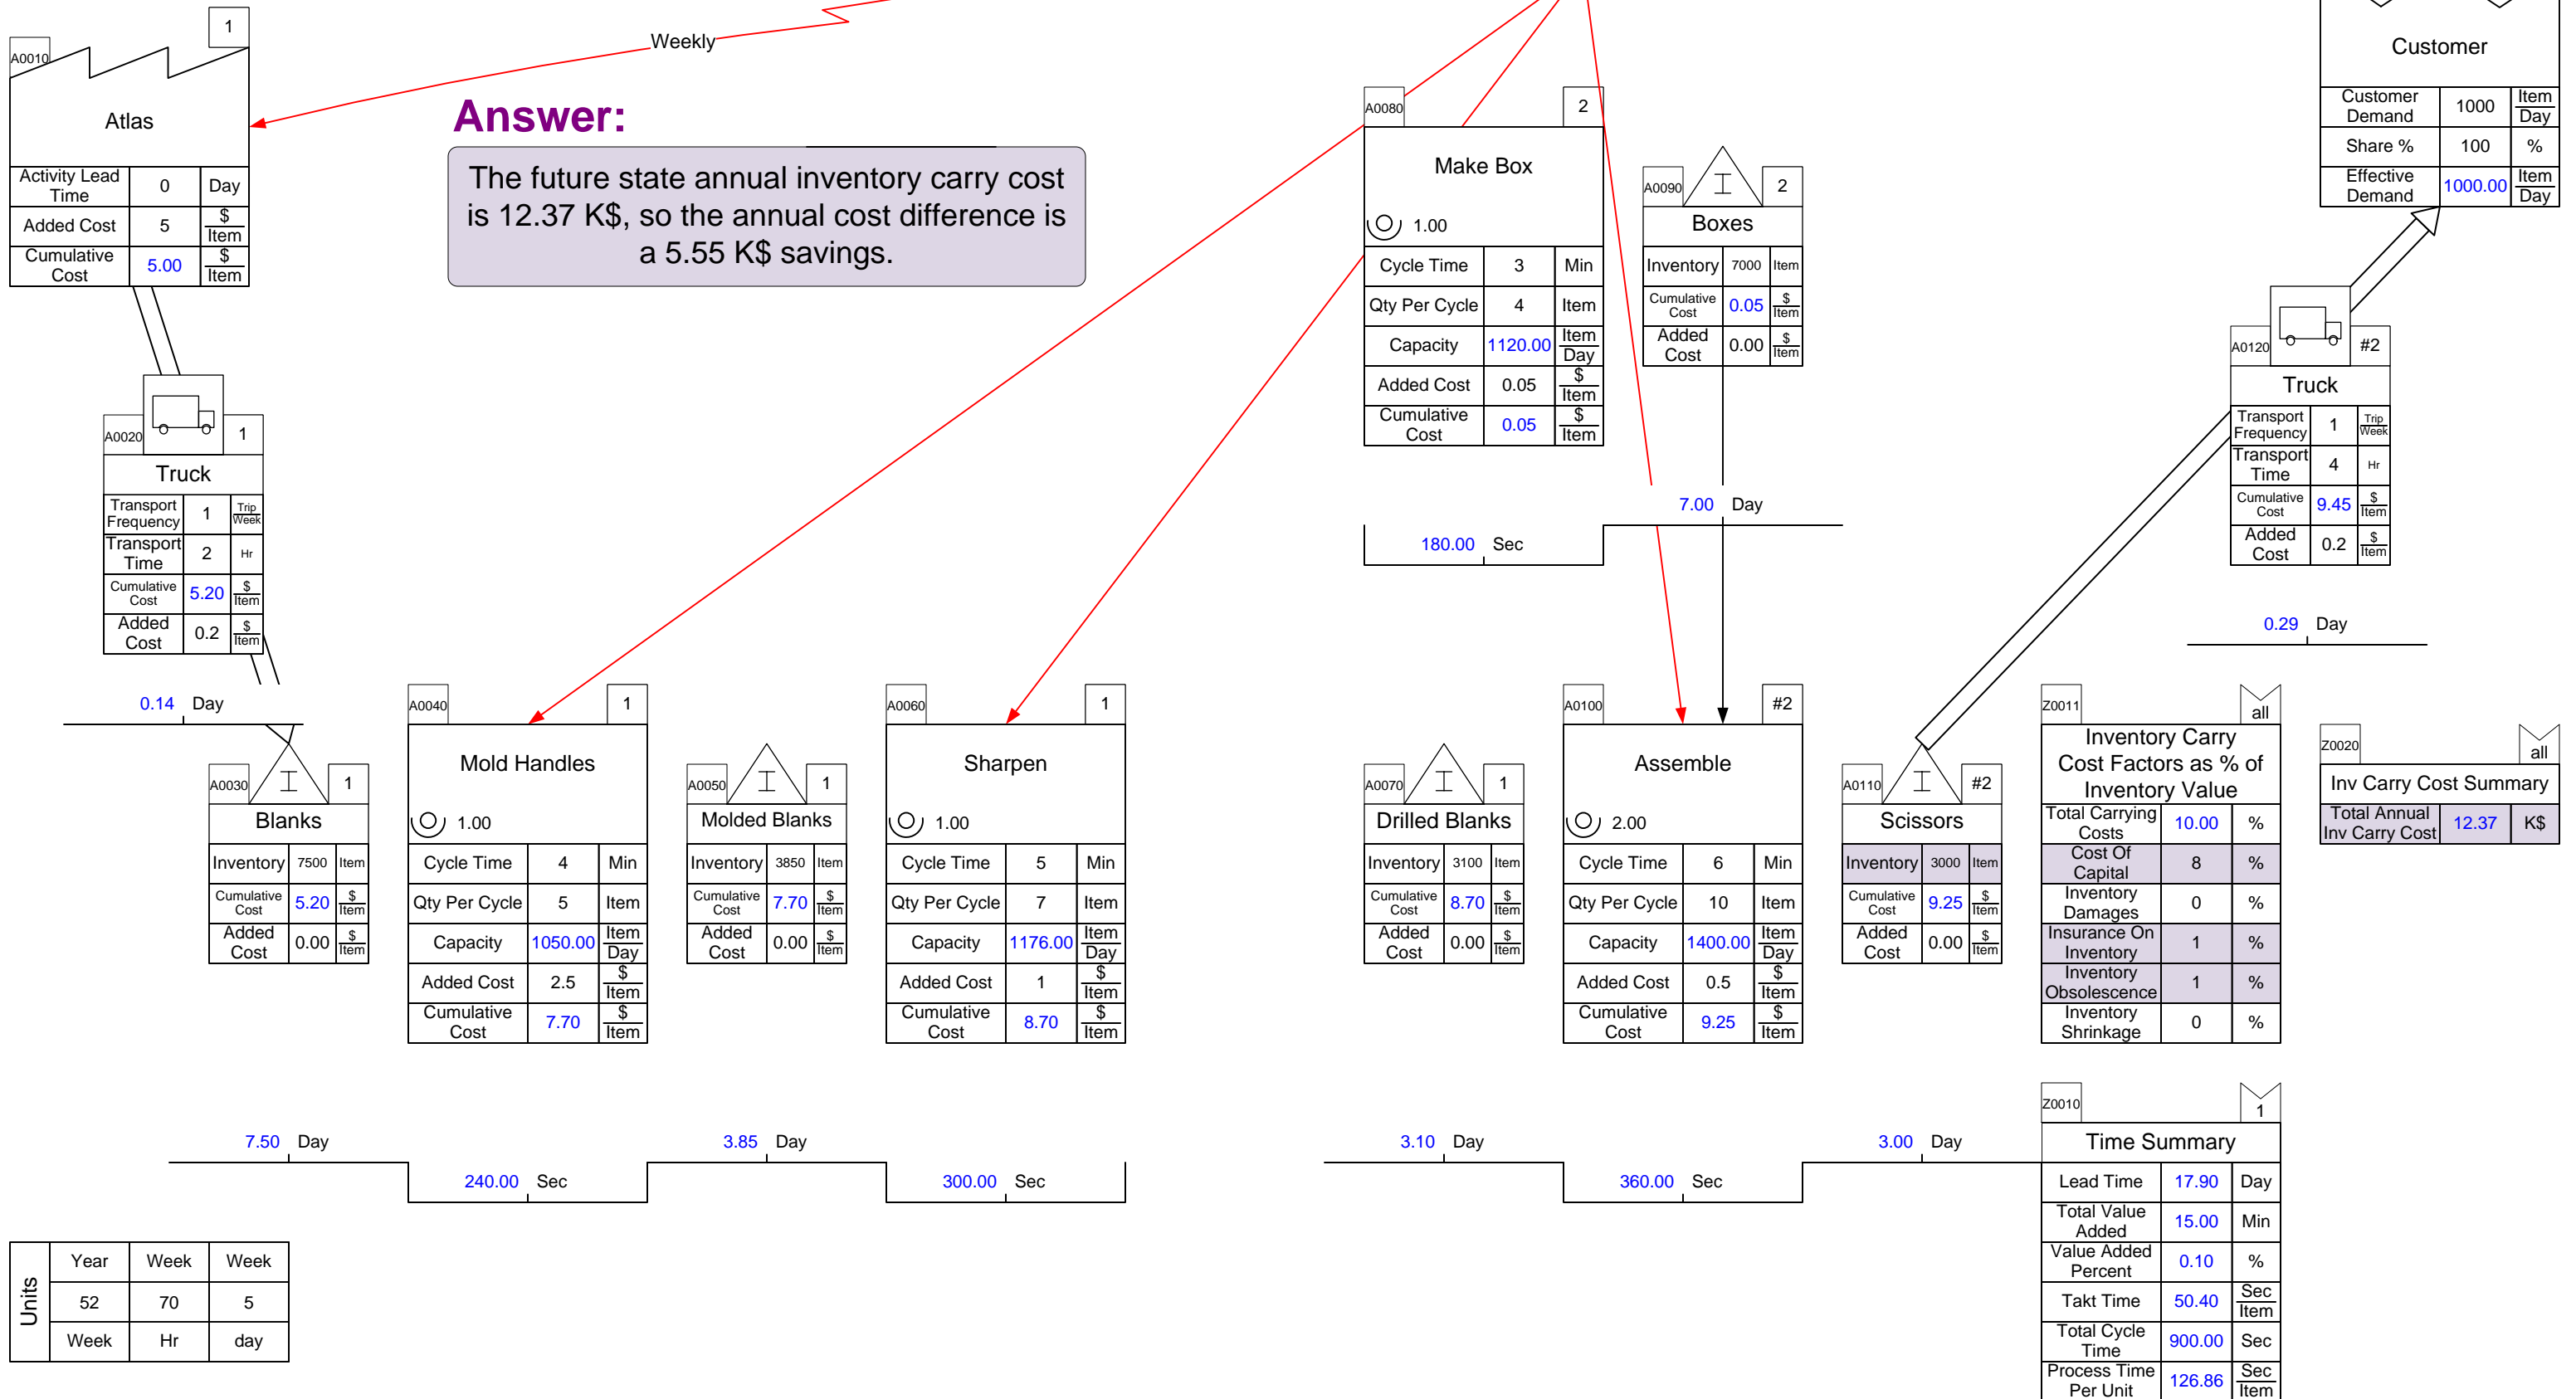 A0010
1
Atlas
Activity Lead
Time
0
Day
Added Cost
5
$
Item
Cumulative
Cost
5.00
$
Item
Weekly
Answer:
The future state annual inventory carry cost
is 12.37 K$, so the annual cost difference is
a 5.55 K$ savings.
A0080
2
Make Box
1.00
Cycle Time
3
Min
Qty Per Cycle
4
Item
Capacity
1120.00
Item
Day
Added Cost
0.05
$
Item
Cumulative
Cost
0.05
$
Item
180.00 Sec
A0090
I
2
Boxes
Inventory
7000
Item
Cumulative
Cost
0.05
$
Item
Added
Cost
0.00
$
Item
7.00 Day
Customer
Customer
Demand
1000
Item
Day
Share %
100
%
Effective
Demand
1000.00
Item
Day
A0120
#2
Truck
Transport
Frequency
1
Trip
Week
Transport
Time
4
Hr
Cumulative
Cost
9.45
$
Item
Added
Cost
0.2
$
Item
0.29 Day
A0020
1
Truck
Transport
Frequency
1
Trip
Week
Transport
Time
2
Hr
Cumulative
Cost
5.20
$
Item
Added
Cost
0.2
$
Item
0.14 Day
A0030
I
1
Blanks
Inventory
7500
Item
Cumulative
Cost
5.20
$
Item
Added
Cost
0.00
$
Item
A0040
1
Mold Handles
1.00
Cycle Time
4
Min
Qty Per Cycle
5
Item
Capacity
1050.00
Item
Day
Added Cost
2.5
$
Item
Cumulative
Cost
7.70
$
Item
A0050
I
1
Molded Blanks
Inventory
3850
Item
Cumulative
Cost
7.70
$
Item
Added
Cost
0.00
$
Item
A0060
1
Sharpen
1.00
Cycle Time
5
Min
Qty Per Cycle
7
Item
Capacity
1176.00
Item
Day
Added Cost
1
$
Item
Cumulative
Cost
8.70
$
Item
A0070
I
1
Drilled Blanks
Inventory
3100
Item
Cumulative
Cost
8.70
$
Item
Added
Cost
0.00
$
Item
A0100
#2
Assemble
2.00
Cycle Time
6
Min
Qty Per Cycle
10
Item
Capacity
1400.00
Item
Day
Added Cost
0.5
$
Item
Cumulative
Cost
9.25
$
Item
A0110
I
#2
Scissors
Inventory
3000
Item
Cumulative
Cost
9.25
$
Item
Added
Cost
0.00
$
Item
Z0011
all
Inventory Carry
Cost Factors as % of
Inventory Value
Total Carrying
Costs
10.00
%
Cost Of
Capital
8
%
Inventory
Damages
0
%
Insurance On
Inventory
1
%
Inventory
Obsolescence
1
%
Inventory
Shrinkage
0
%
Z0020
all
Inv Carry Cost Summary
Total Annual
Inv Carry Cost
12.37
K$
7.50 Day
240.00 Sec
3.85 Day
300.00 Sec
3.10 Day
360.00 Sec
3.00 Day
Z0010
1
Time Summary
Lead Time
17.90
Day
Total Value
Added
15.00
Min
Value Added
Percent
0.10
%
Takt Time
50.40
Sec
Item
Total Cycle
Time
900.00
Sec
Process Time
Per Unit
126.86
Sec
Item
Units
Year Week Week
52 70 5
Week Hr day